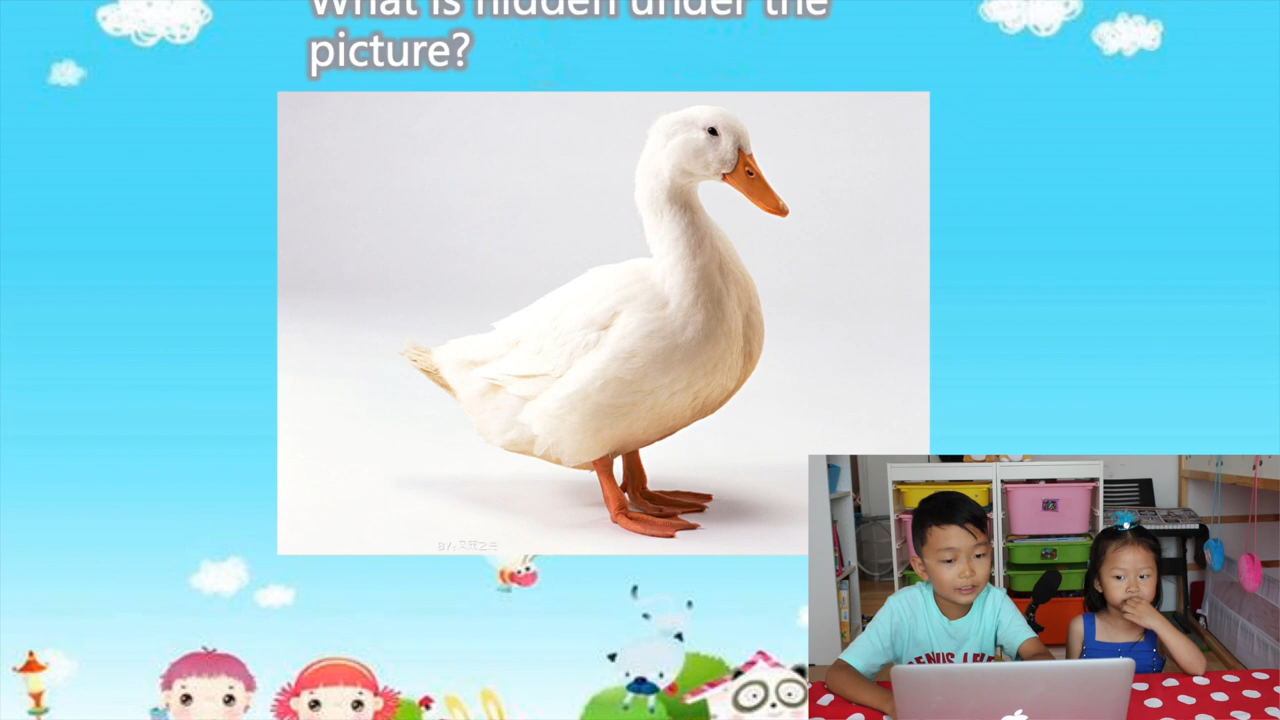 What is hidden under the
picture?